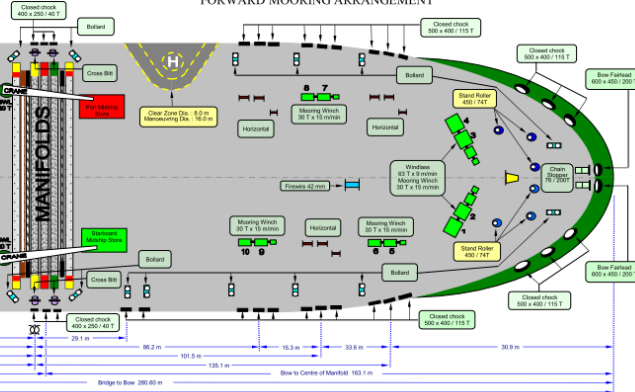 FORWARD MOORING ARRANGEMENT
Closed chock
400 x 250 / 40 T
Bollard
Closed chock
500 x 400 / 115 T
Closed chock
500 x 400 / 115 T
H
Cross Bitt
Bollard
Bow Fairlead
600 x 450 / 200
CRANE
Port Midship
Store
Clear Zone Dia. : 8.0 m
Manoeuvring Dia. : 16.0 m
8 7
Mooring Winch
30 T x 15 m/min
Stand Roller
450 / 74T
Horizontal
Horizontal
4
3
MANIFOLDS
Windlass
63 T x 9 m/min
Mooring Winch
30 T x 15 m/min
Chain
Stopper
76 / 200T
Firewire 42 mm
Starboard
Midship-Store
CRANE
Mooring Winch
30 T x 15 m/min
Horizontal
Mooring Winch
30 T x 15 m/min
2
1
10 9
6 5
Stand Roller
450 / 74T
Bollard
Bollard
Cross Bitt
Bow Fairlead
600 x 450 / 200
Closed chock
500 x 400 / 115 T
Closed chock
400 x 250 / 40 T
Closed chock
500 x 400 / 115 T
29.1 m
86.2 m
15.3 m
33.6 m
30.9 m
101.5 m
135.1 m
Bow to Centre of Manifold 163.1 m
Bridge to Bow 280.60 m